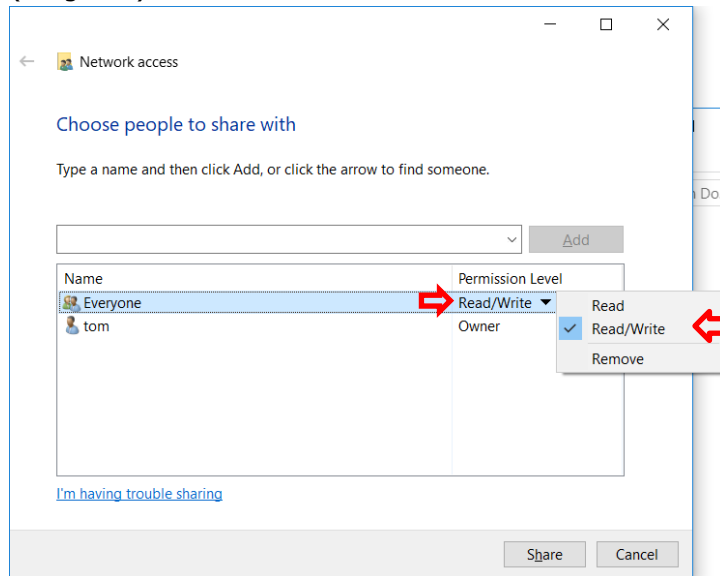 Network access
Choose people to share with
Type a name and then click Add, or click the arrow to find someone.
Add
Name Permission Level
Everyone Read/Write
tom Owner
Read
Read/Write
Remove
I'm having trouble sharing
Share Cancel